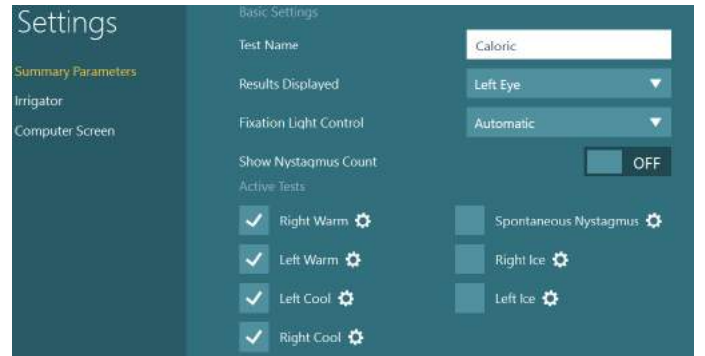 Settings
Summary Parameters
Irrigator
Computer Screen
Basic Settings
Test Name Caloric
Results Displayed Left Eye
Fixation Light Control Automatic
Show Nystagmus Count OFF
Active Tests
Right Warm Spontaneous Nystagmus
Left Warm Right Ice
Left Cool Left Ice
Right Cool